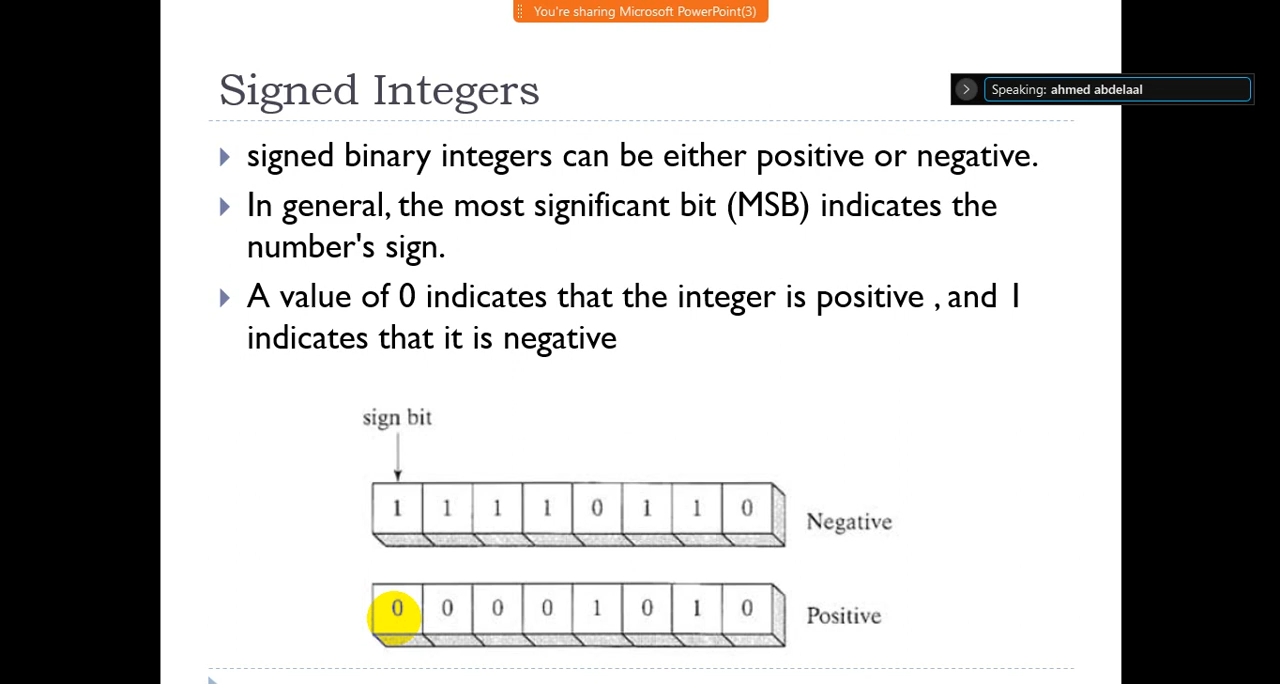 You're sharing Microsoft PowerPoint(3)
Signed Integers
Speaking: ahmed abdelaal
signed binary integers can be either positive or negative.
In general, the most significant bit (MSB) indicates the
number's sign.
A value of 0 indicates that the integer is positive , and 1
indicates that it is negative
sign bit
1 1 1 1 0 1 1 0 Negative
0 0 0 0 1 0 1 0 Positive